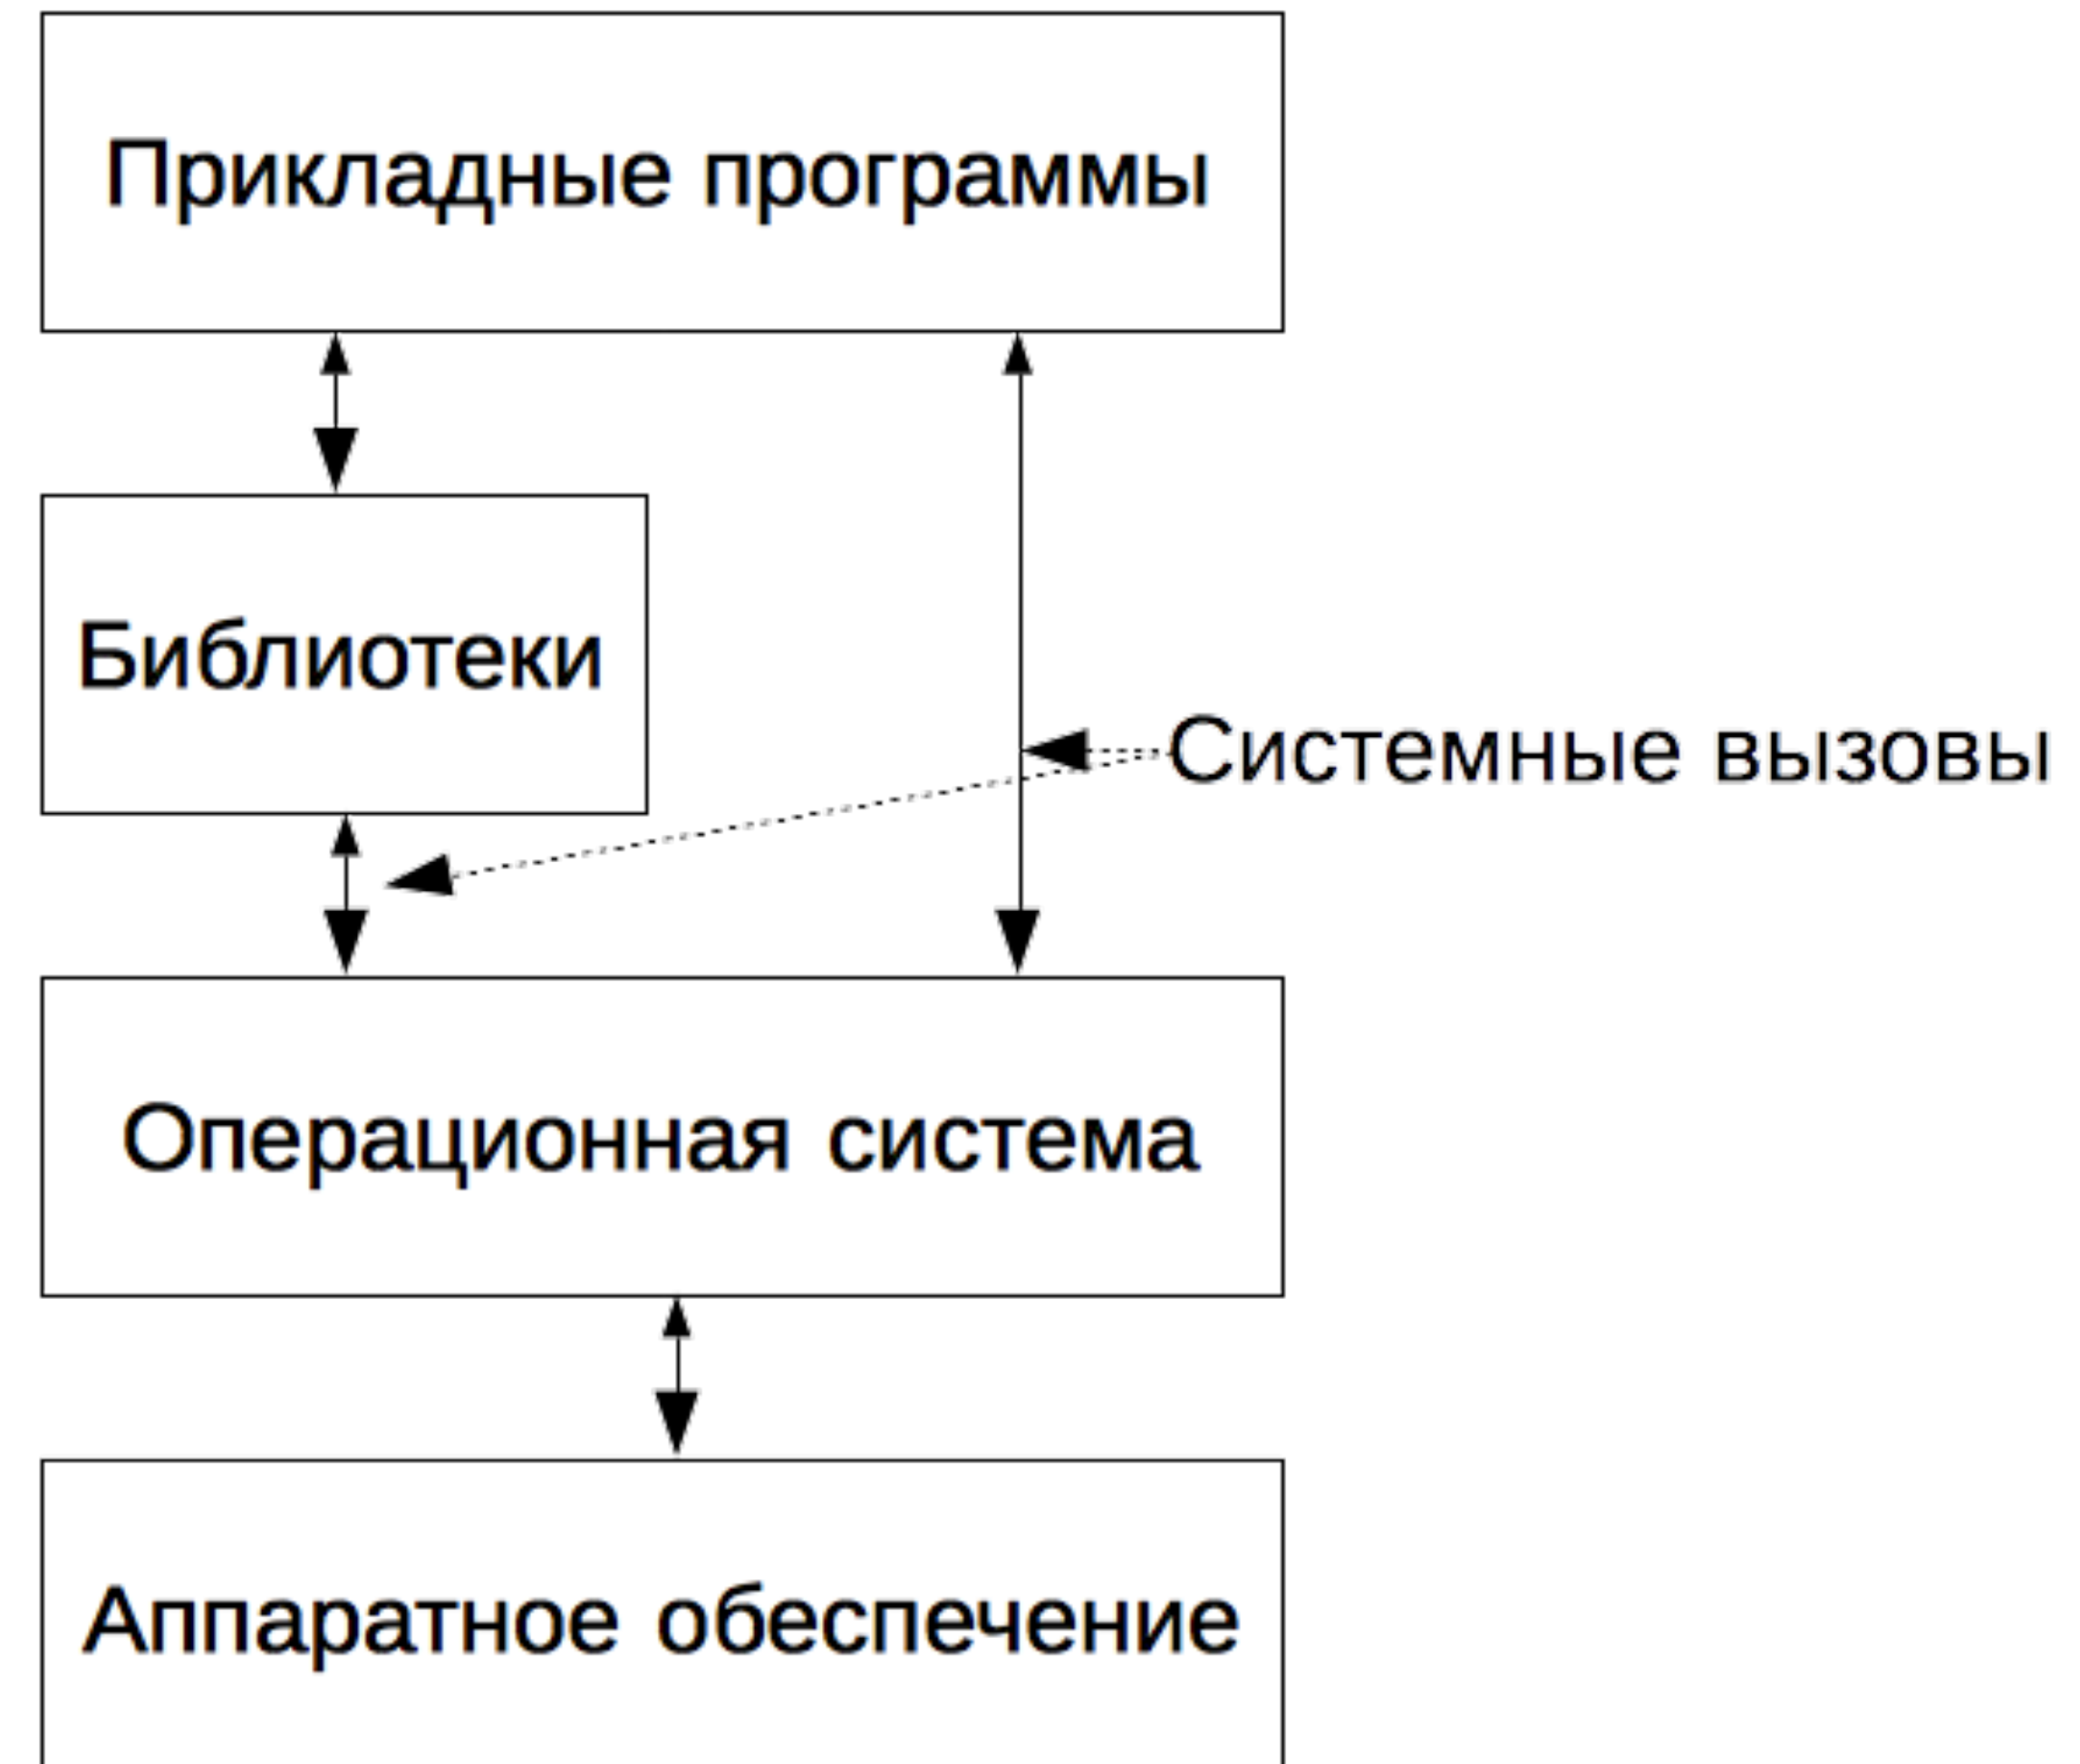 Прикладные программы
Библиотеки
Системные вызовы
Операционная система
Аппаратное обеспечение